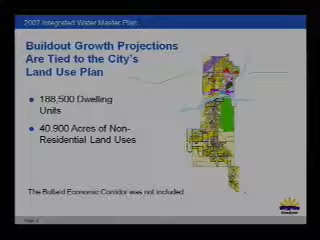 2007 Integrated Water Master Plan
Buildout Growth Projections
Are Tied to the City's
Land Use Plan
188,500 Dwelling
Units
40,900 Acres of Non-
Residential Land Uses
The Bullard Economic Corridor was not included